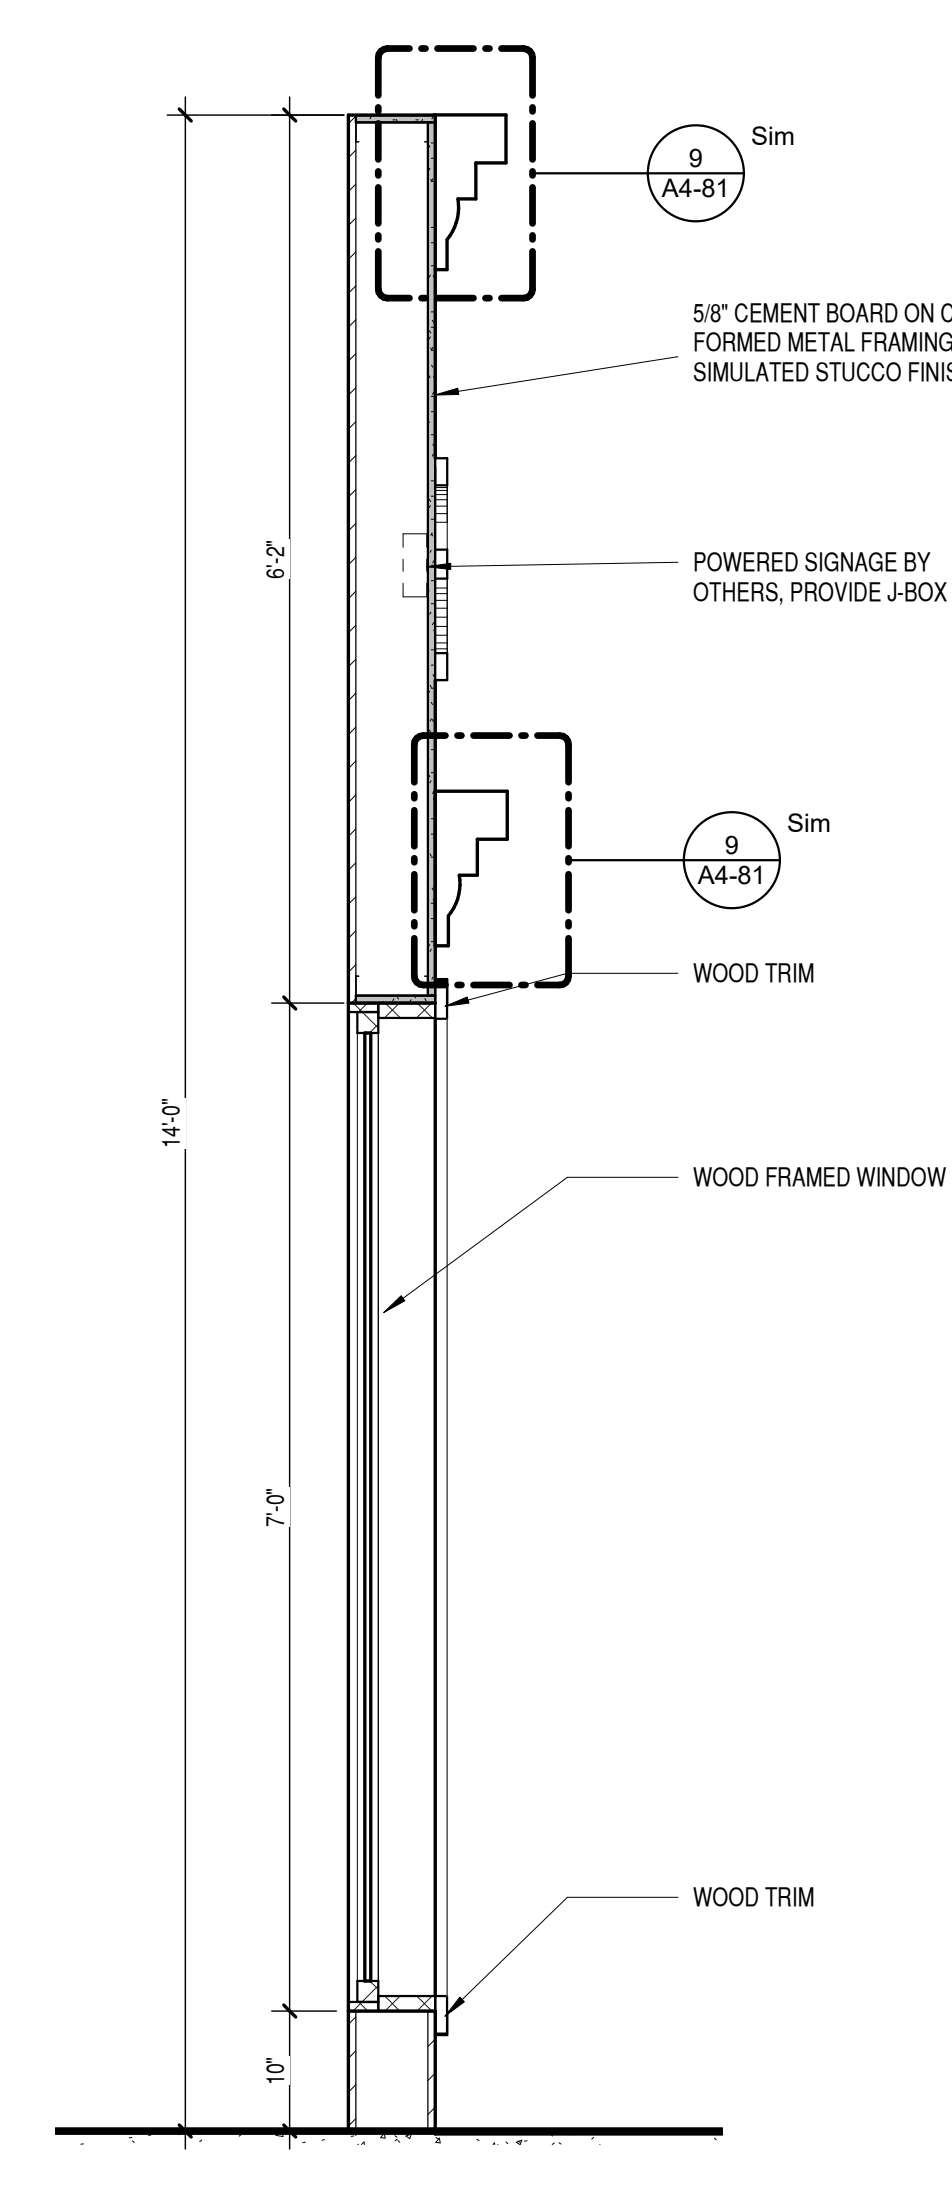 Sim
9
A4-81
5/8" CEMENT BOARD ON
FORMED METAL FRAMING
SIMULATED STUCCO
6'-2"
POWERED SIGNAGE BY
OTHERS, PROVIDE J-BOX
Sim
9
A4-81
WOOD TRIM
14'-0"
WOOD FRAMED WINDOW
7'-0"
WOOD TRIM
10"